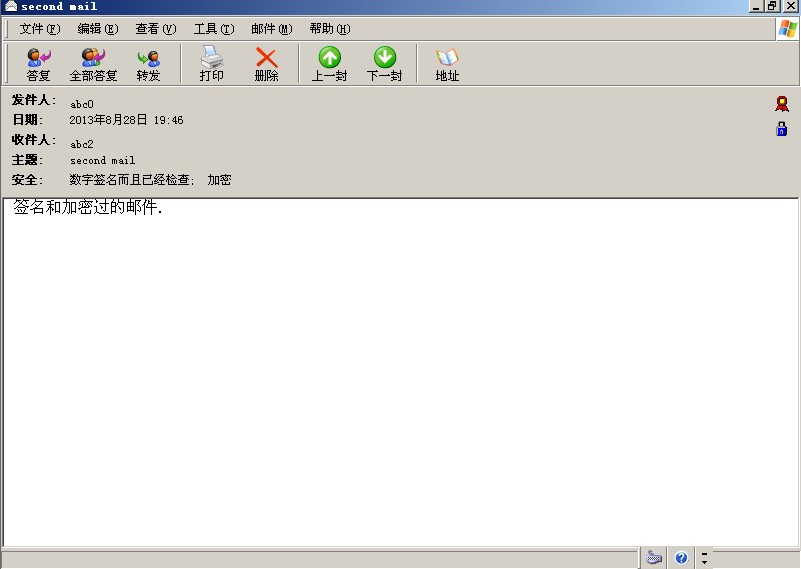 second mail
文件(F) 编辑(E) 查看(V) 工具(T) 邮件(M) 帮助(H)
答复 全部答复 转发 打印 删除 上一封 下一封 地址
发件人: abc0
日期: 2013年8月28日 19:46
收件人: abc2
主题: second mail
安全: 数字签名而且已经检查; 加密
签名和加密过的邮件.